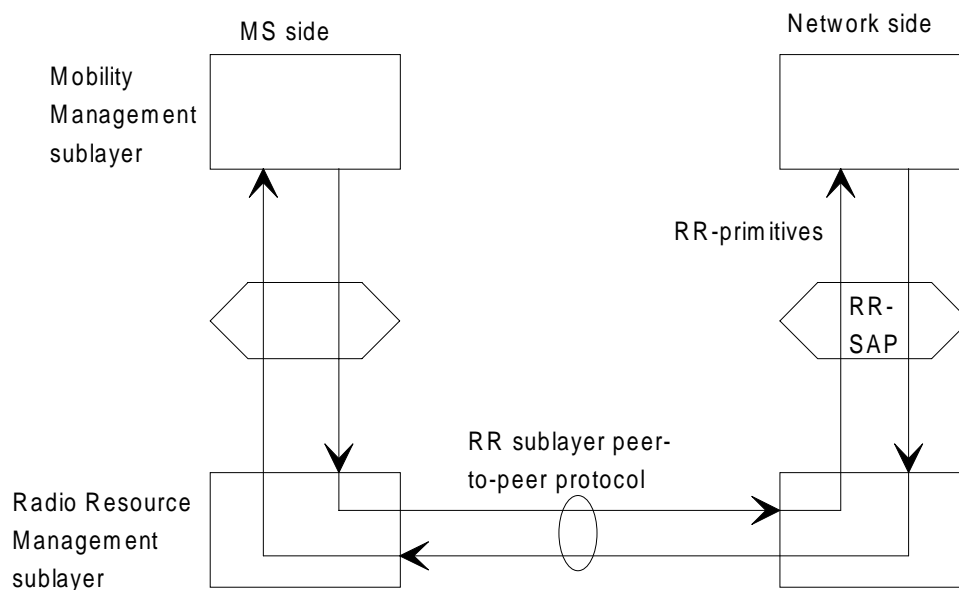 MS side
Network side
Mobility
Management
sublayer
RR-primitives
RR-
SAP
RR sublayer peer-
to-peer protocol
Radio Resource
Management
sublayer